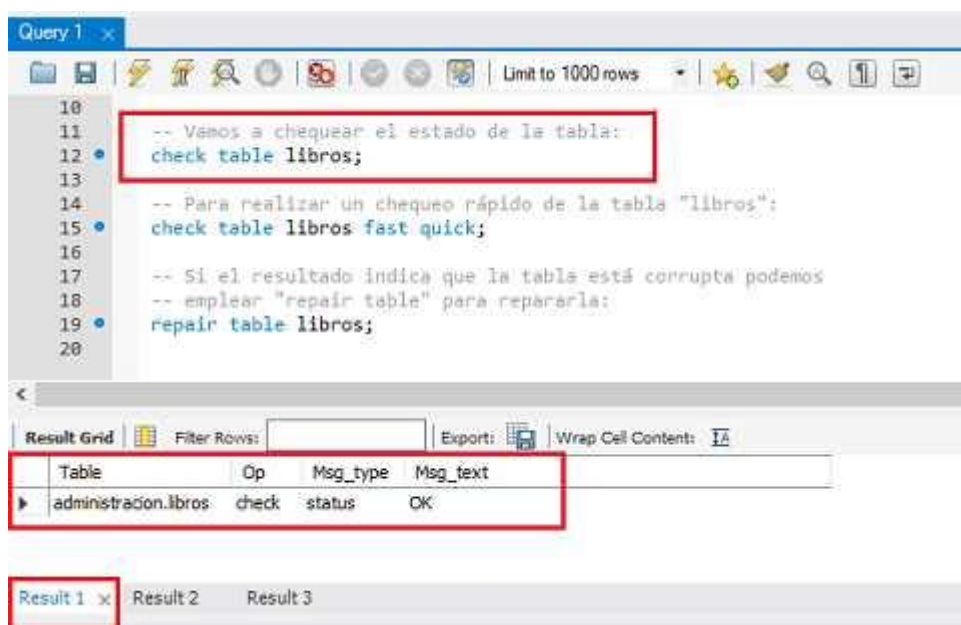 Query 1
Limit to 1000 rows
10
11 -- Vamos a chequear el estado de la tabla:
12 check table libros;
13
14 -- Para realizar un chequeo rápido de la tabla "libros":
15 check table libros fast quick;
16
17 -- Si el resultado indica que la tabla está corrupta podemos
18 -- emplear "repair table" para repararla:
19 repair table libros;
20
Result Grid Filter Rows: Export: Wrap Cell Content:
Table Op Msg_type Msg_text
administracion.libros check status OK
Result 1 Result 2 Result 3